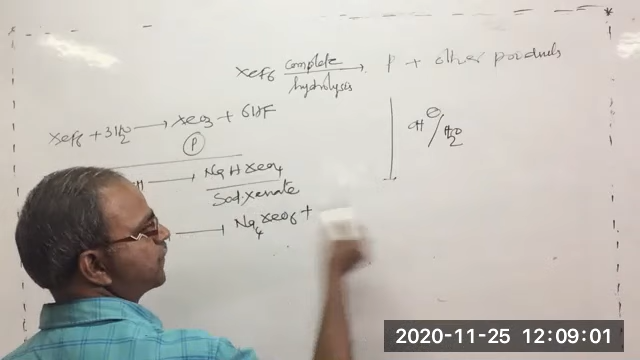 XeF6 complete hydrolysis → P + other products
XeF6 + 3H2O → XeO3 + 6HF
P
OH⊖/H2O
H → NaHXeO4
Sod Xenate
→ Na4XeO6 +
2020-11-25 12:09:01